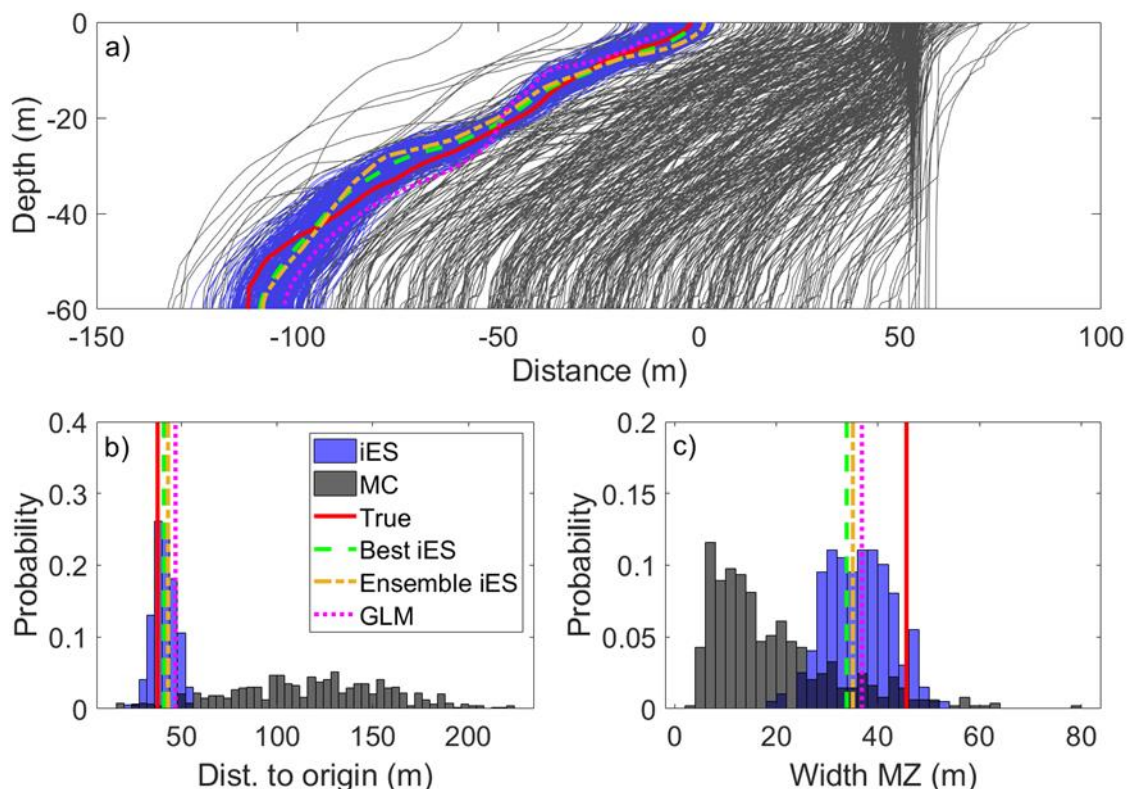 a)
Depth (m)
0
-20
-40
-60
-150 -100 -50 0 50 100
Distance (m)
b)
Probability
0.4
0.3
0.2
0.1
0
50 100 150 200
Dist. to origin (m)
iES
MC
True
Best iES
Ensemble iES
GLM
c)
Probability
0.2
0.15
0.1
0.05
0
0 20 40 60 80
Width MZ (m)